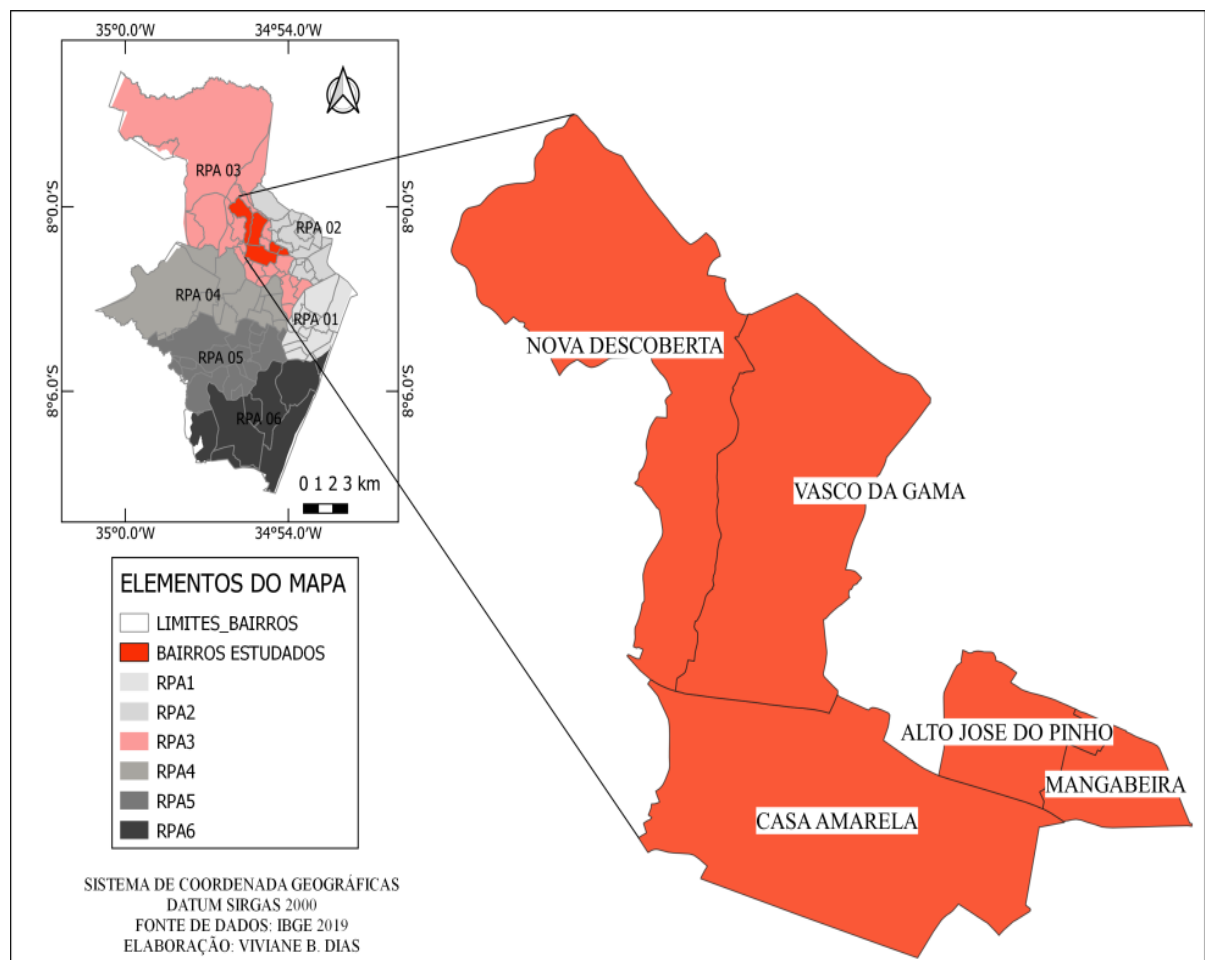 35°0.0'W 34°54.0'W
RPA 03
8°0.0'S 8°0.0'S
RPA 02
RPA 04
RPA 01
RPA 05
8°6.0'S 8°6.0'S
RPA 06
0 1 2 3 km
35°0.0'W 34°54.0'W
ELEMENTOS DO MAPA
LIMITES_BAIRROS
BAIRROS ESTUDADOS
RPA1
RPA2
RPA3
RPA4
RPA5
RPA6
SISTEMA DE COORDENADA GEOGRÁFICAS
DATUM SIRGAS 2000
FONTE DE DADOS: IBGE 2019
ELABORAÇÃO: VIVIANE B. DIAS
NOVA DESCOBERTA
VASCO DA GAMA
ALTO JOSE DO PINHO
MANGABEIRA
CASA AMARELA